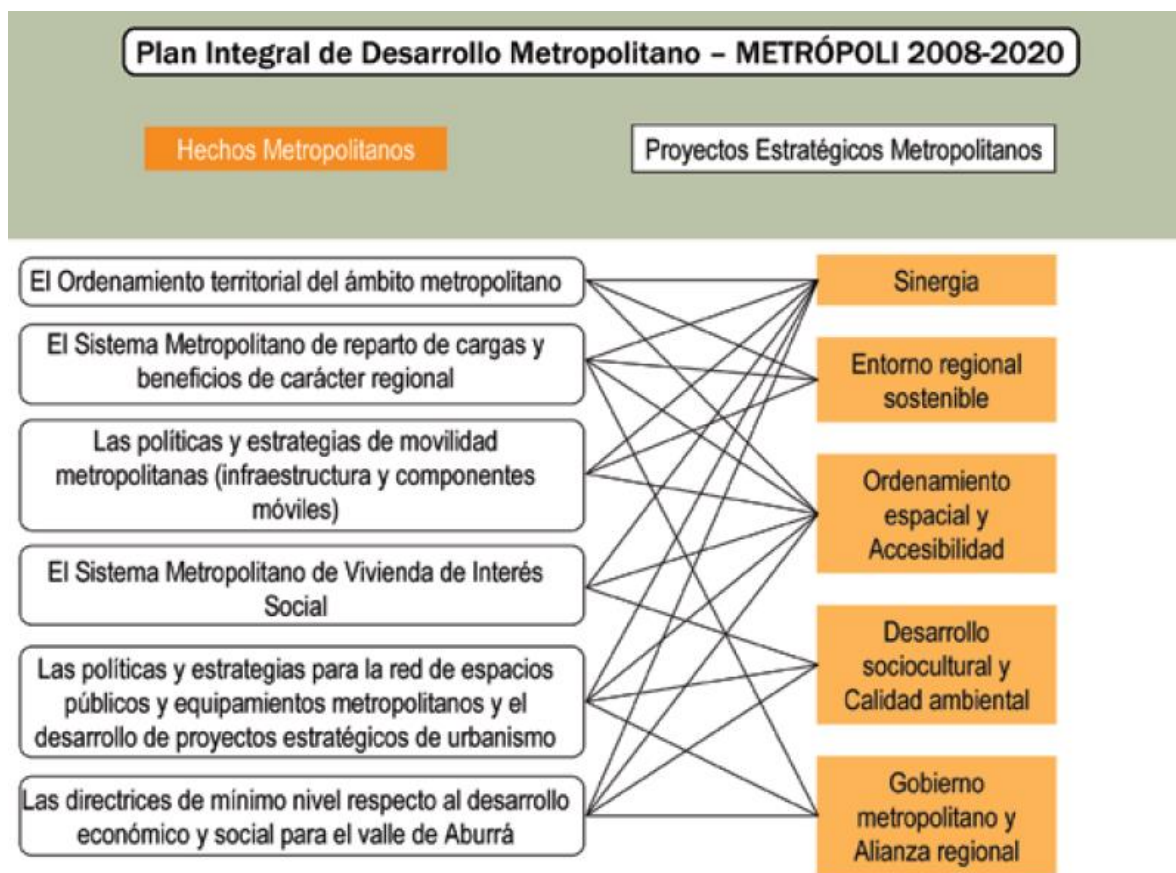 Plan Integral de Desarrollo Metropolitano – METRÓPOLI 2008-2020
Hechos Metropolitanos
Proyectos Estratégicos Metropolitanos
El Ordenamiento territorial del ámbito metropolitano
El Sistema Metropolitano de reparto de cargas y
beneficios de carácter regional
Las políticas y estrategias de movilidad
metropolitanas (infraestructura y componentes
móviles)
El Sistema Metropolitano de Vivienda de Interés
Social
Las políticas y estrategias para la red de espacios
públicos y equipamientos metropolitanos y el
desarrollo de proyectos estratégicos de urbanismo
Las directrices de mínimo nivel respecto al desarrollo
económico y social para el valle de Aburrá
Sinergia
Entorno regional
sostenible
Ordenamiento
espacial y
Accesibilidad
Desarrollo
sociocultural y
Calidad ambiental
Gobierno
metropolitano y
Alianza regional